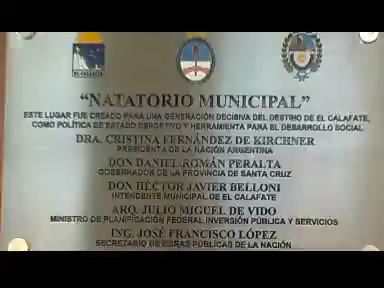 EL CALAFATE
“NATATORIO MUNICIPAL”
ESTE LUGAR FUE CREADO PARA UNA GENERACIÓN DECISIVA DEL DESTINO DE EL CALAFATE,
COMO POLÍTICA DE ESTADO DEPORTIVO Y HERRAMIENTA PARA EL DESARROLLO SOCIAL
DRA. CRISTINA FERNÁNDEZ DE KIRCHNER
PRESIDENTA DE LA NACIÓN ARGENTINA
DON DANIEL ROMÁN PERALTA
GOBERNADOR DE LA PROVINCIA DE SANTA CRUZ
DON HÉCTOR JAVIER BELLONI
INTENDENTE MUNICIPAL DE EL CALAFATE
ARQ. JULIO MIGUEL DE VIDO
MINISTRO DE PLANIFICACIÓN FEDERAL INVERSIÓN PÚBLICA Y SERVICIOS
ING. JOSÉ FRANCISCO LÓPEZ
SECRETARIO DE OBRAS PÚBLICAS DE LA NACIÓN